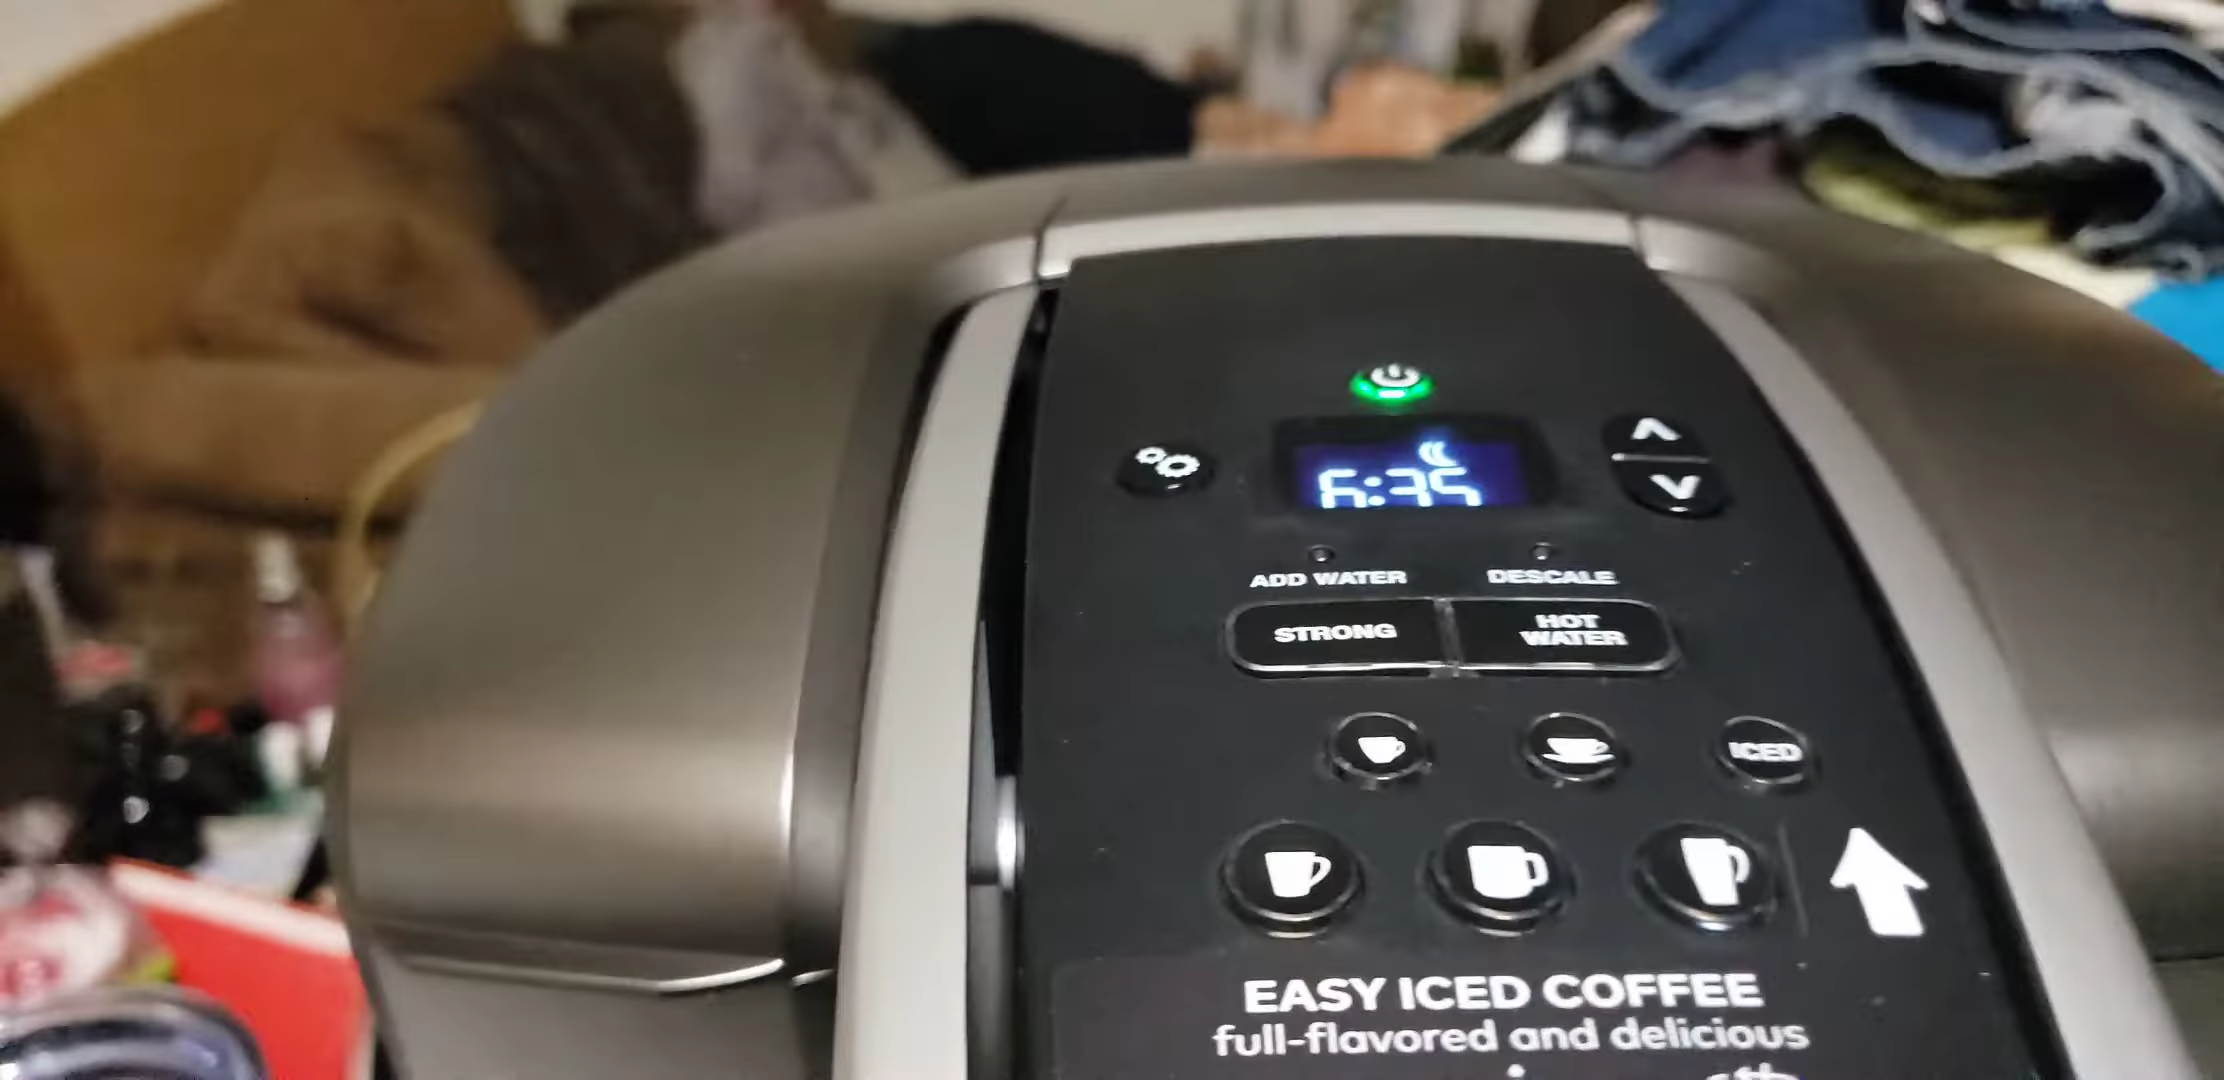 6:35
ADD WATER DESCALE
STRONG HOT WATER
ICED
EASY ICED COFFEE
full-flavored and delicious